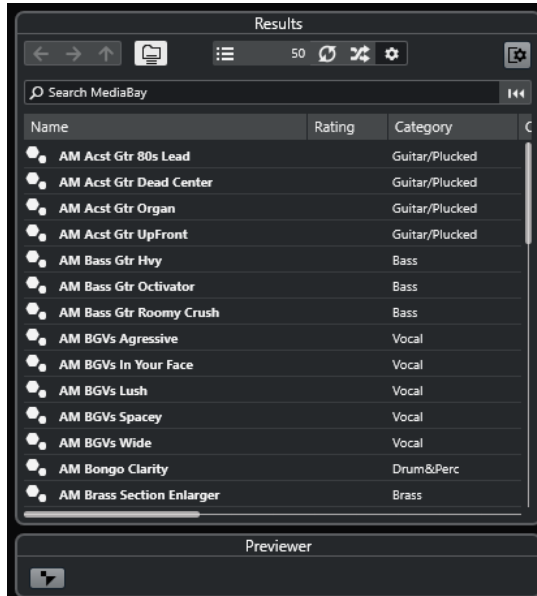 Results
50
Search MediaBay
Name Rating Category
AM Acst Gtr 80s Lead Guitar/Plucked
AM Acst Gtr Dead Center Guitar/Plucked
AM Acst Gtr Organ Guitar/Plucked
AM Acst Gtr UpFront Guitar/Plucked
AM Bass Gtr Hvy Bass
AM Bass Gtr Octivator Bass
AM Bass Gtr Roomy Crush Bass
AM BGVs Agressive Vocal
AM BGVs In Your Face Vocal
AM BGVs Lush Vocal
AM BGVs Spacey Vocal
AM BGVs Wide Vocal
AM Bongo Clarity Drum&Perc
AM Brass Section Enlarger Brass
Previewer